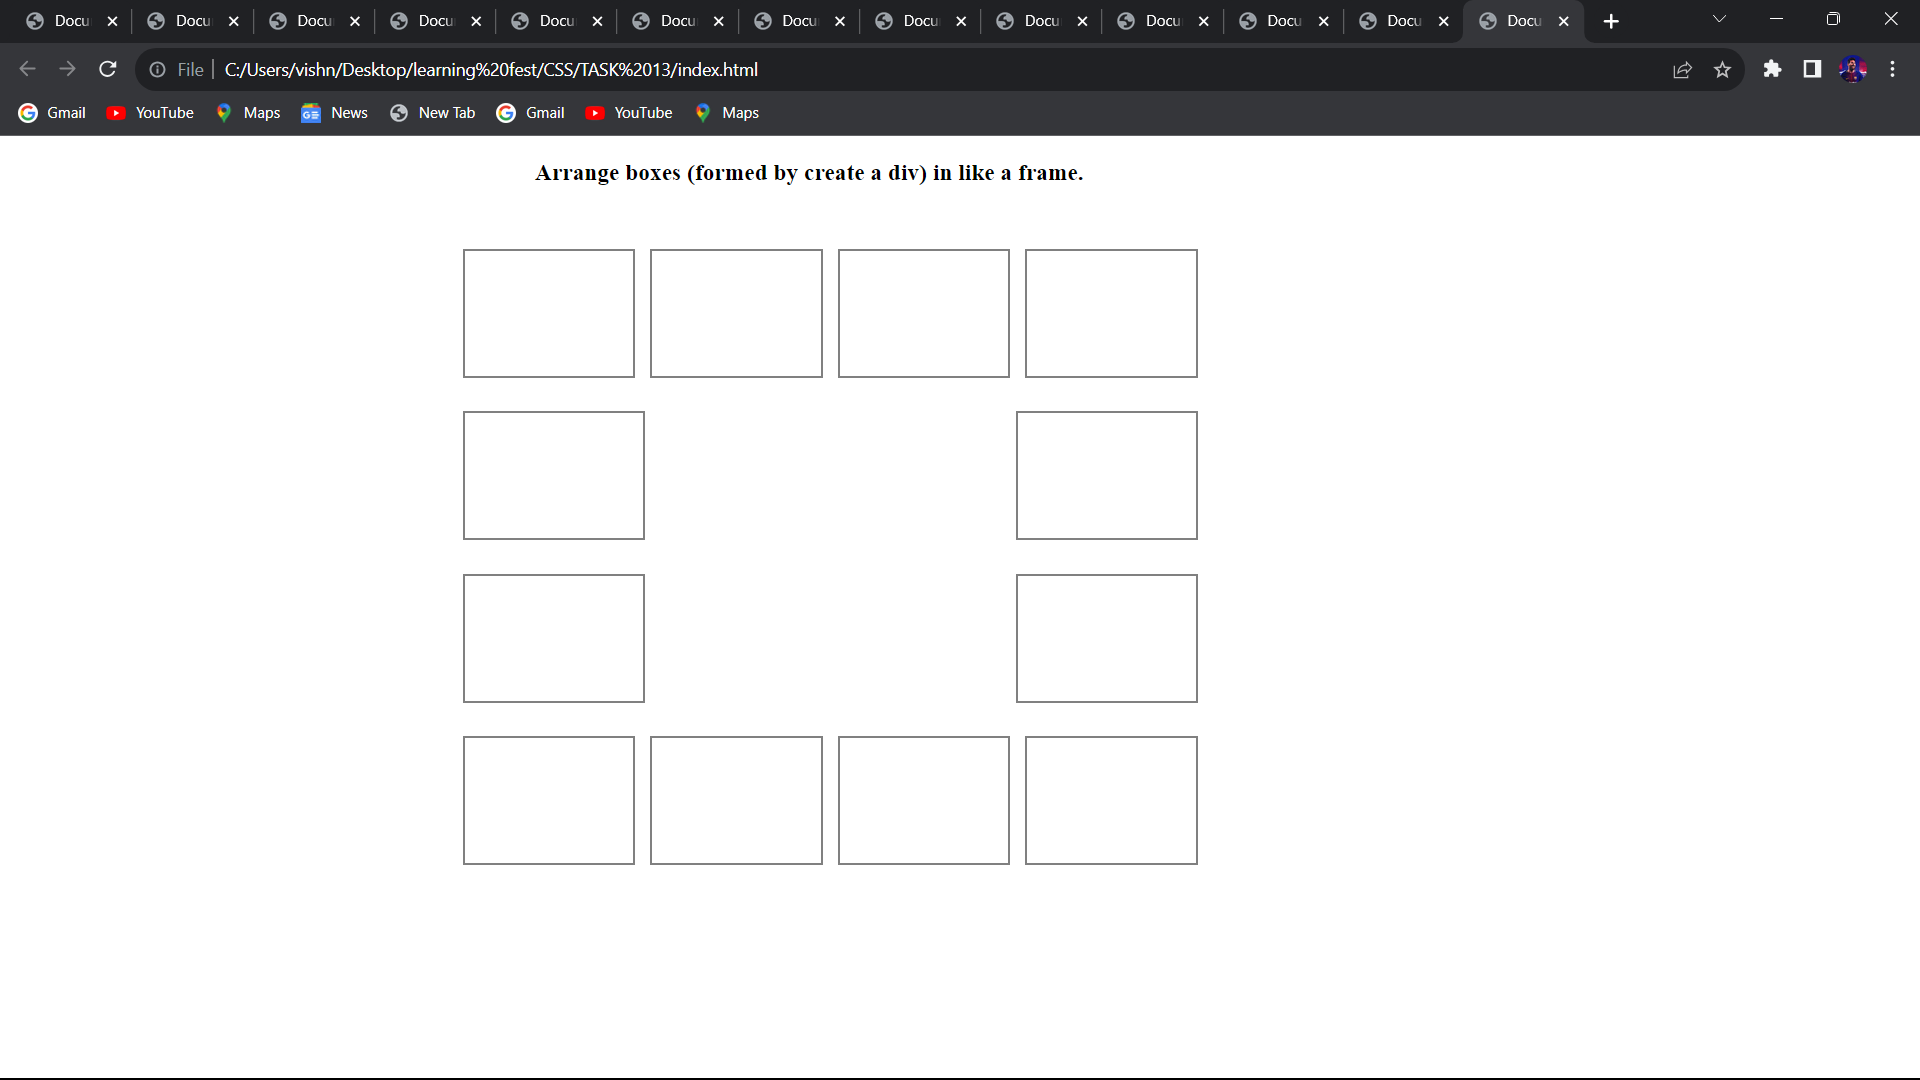 Docu Docu Docu Docu Docu Docu Docu Docu Docu Docu Docu Docu Docu
File C:/Users/vishn/Desktop/learning%20fest/CSS/TASK%2013/index.html
Gmail YouTube Maps News New Tab Gmail YouTube Maps
Arrange boxes (formed by create a div) in like a frame.